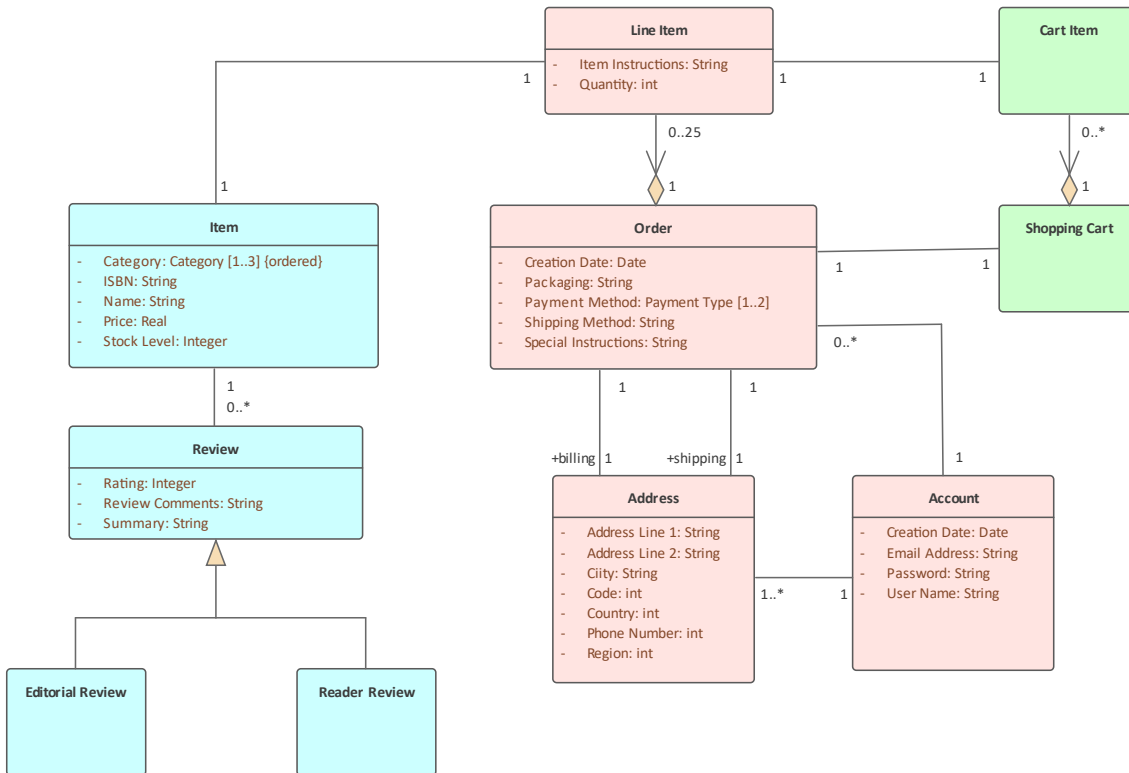 Line Item
- Item Instructions: String
- Quantity: int
Cart Item
1
1
1
1
0..25
0..*
1
1
Item
- Category: Category [1..3] {ordered}
- ISBN: String
- Name: String
- Price: Real
- Stock Level: Integer
Order
- Creation Date: Date
- Packaging: String
- Payment Method: Payment Type [1..2]
- Shipping Method: String
- Special Instructions: String
Shopping Cart
1
1
0..*
1
0..*
1
1
Review
- Rating: Integer
- Review Comments: String
- Summary: String
+billing 1
+shipping 1
1
Address
- Address Line 1: String
- Address Line 2: String
- Ciity: String
- Code: int
- Country: int
- Phone Number: int
- Region: int
Account
- Creation Date: Date
- Email Address: String
- Password: String
- User Name: String
1..*
1
Editorial Review
Reader Review